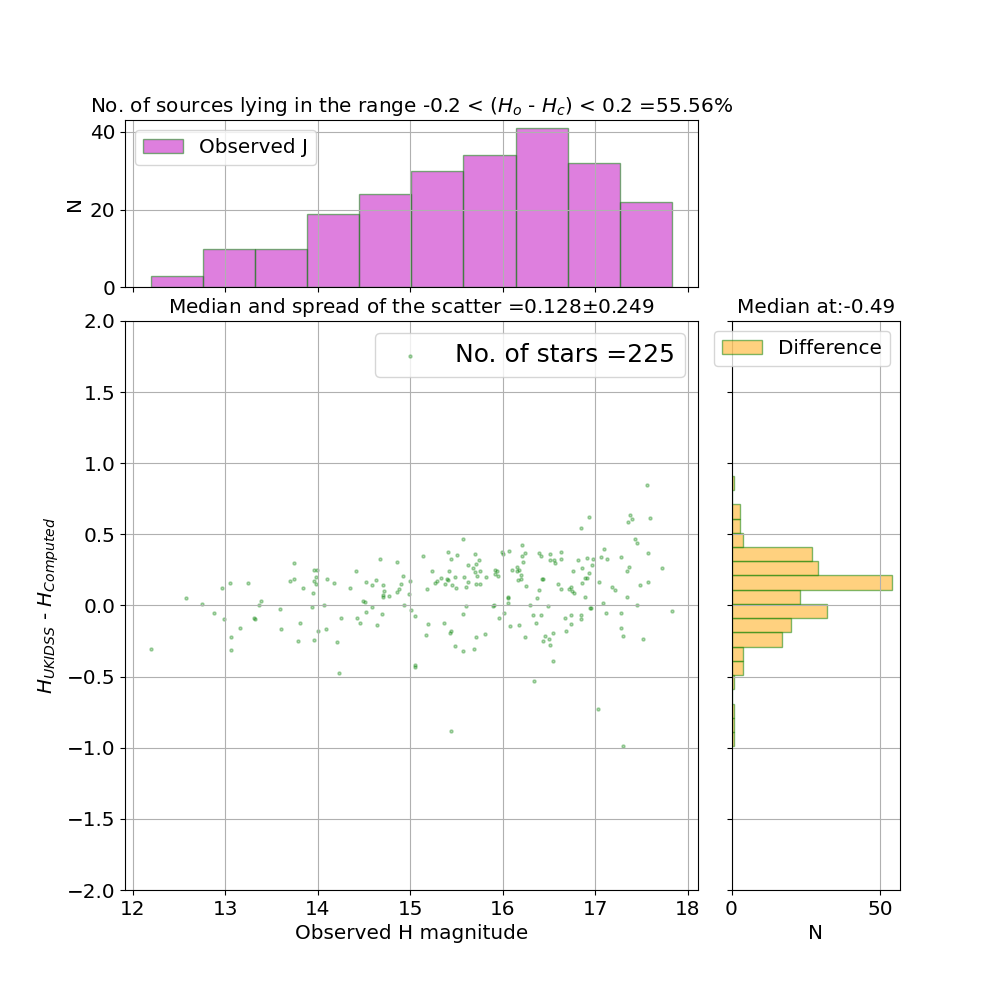 No. of sources lying in the range -0.2 < (H_o - H_c) < 0.2 =55.56%
40
20
0
N
Observed J
Median and spread of the scatter =0.128±0.249
Median at:-0.49
No. of stars =225
Difference
2.0
1.5
1.0
0.5
0.0
−0.5
−1.0
−1.5
−2.0
H_UKIDSS - H_Computed
12 13 14 15 16 17 18
0 50
Observed H magnitude
N